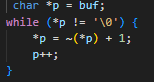 char *p = buf;
while (*p != '\0') {
*p = ~(*p) + 1;
p++;
}